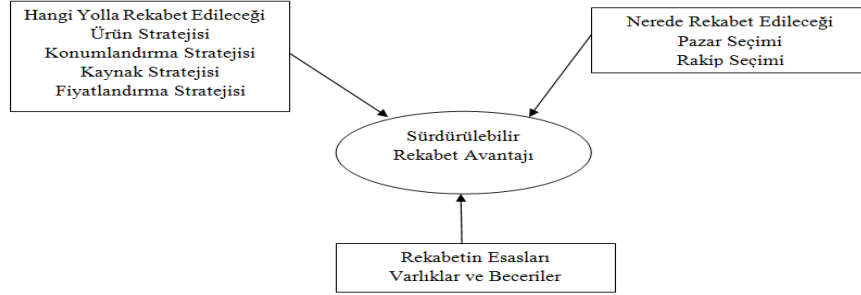 Hangi Yolla Rekabet Edileceği
Ürün Stratejisi
Konumlandırma Stratejisi
Kaynak Stratejisi
Fiyatlandırma Stratejisi
Nerede Rekabet Edileceği
Pazar Seçimi
Rakip Seçimi
Sürdürülebilir
Rekabet Avantajı
Rekabetin Esasları
Varlıklar ve Beceriler